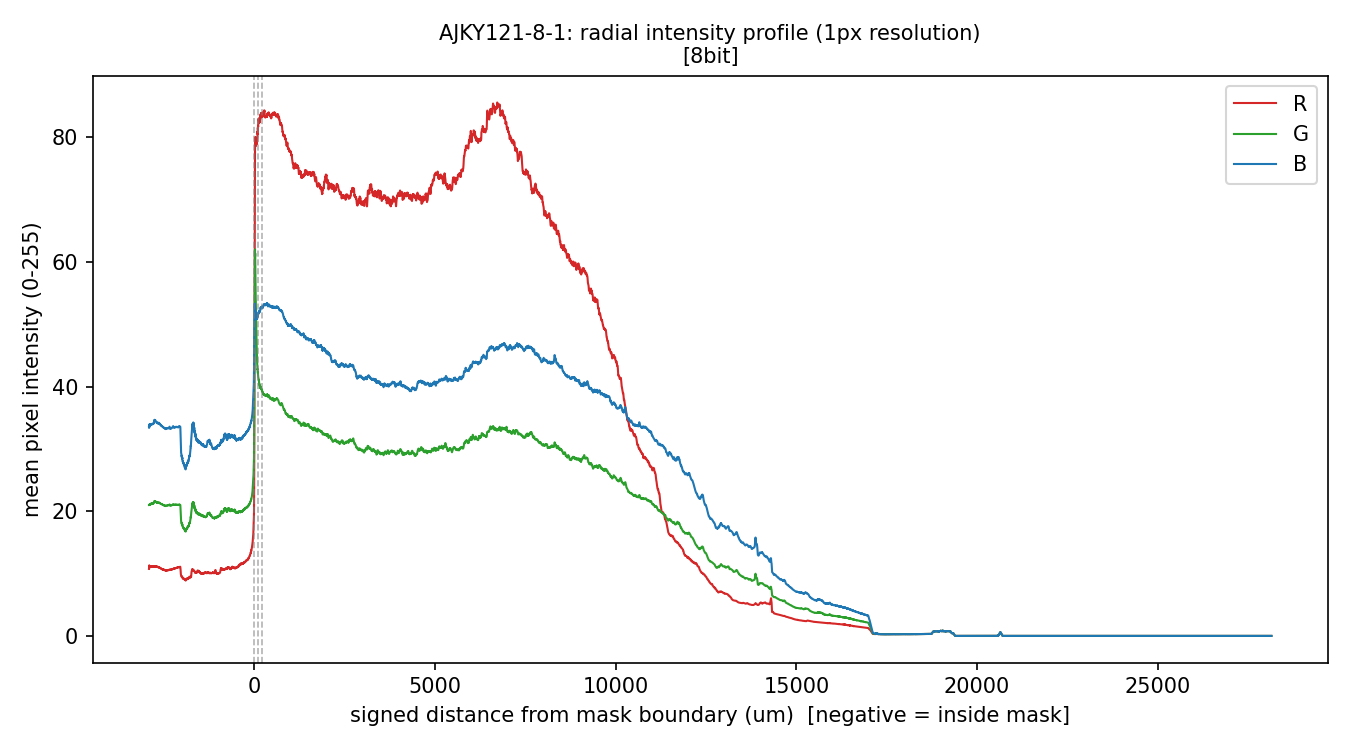 AJKY121-8-1: radial intensity profile (1px resolution)
[8bit]
R
G
B
mean pixel intensity (0-255)
80
60
40
20
0
0
5000
10000
15000
20000
25000
signed distance from mask boundary (um)  [negative = inside mask]